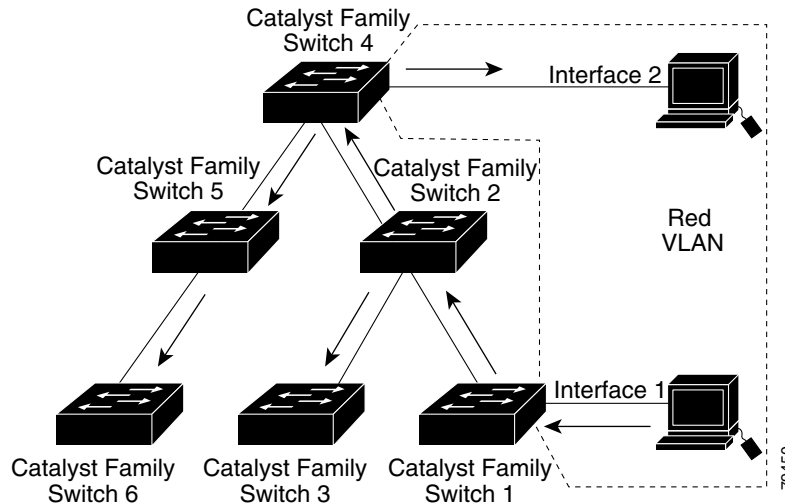 Catalyst Family
Switch 4
Interface 2
Catalyst Family
Switch 5
Catalyst Family
Switch 2
Red
VLAN
Interface 1
Catalyst Family
Switch 6
Catalyst Family
Switch 3
Catalyst Family
Switch 1